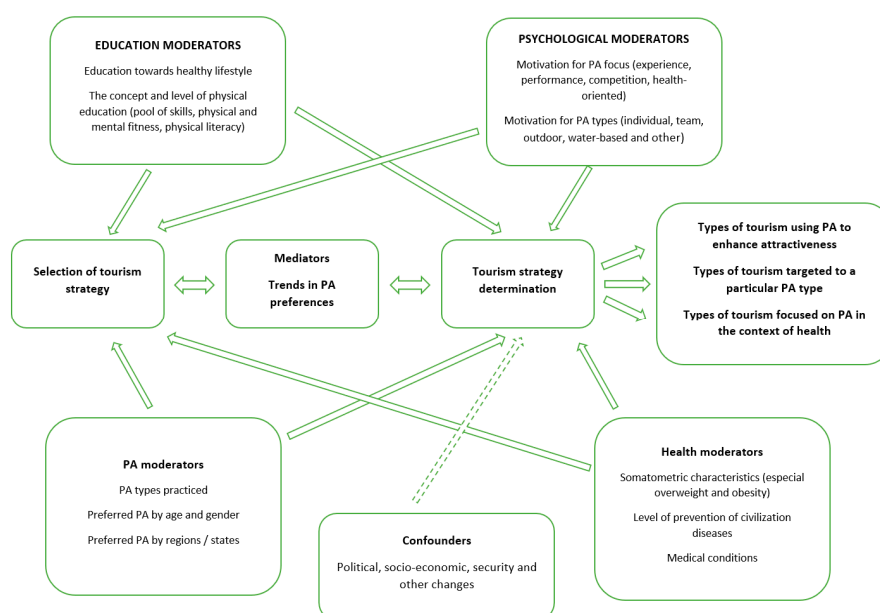 EDUCATION MODERATORS
Education towards healthy lifestyle
The concept and level of physical
education (pool of skills, physical and
mental fitness, physical literacy)
PSYCHOLOGICAL MODERATORS
Motivation for PA focus (experience,
performance, competition, health-
oriented)
Motivation for PA types (individual, team,
outdoor, water-based and other)
Selection of tourism
strategy
Mediators
Trends in PA
preferences
Tourism strategy
determination
Types of tourism using PA to
enhance attractiveness
Types of tourism targeted to a
particular PA type
Types of tourism focused on PA in
the context of health
PA moderators
PA types practiced
Preferred PA by age and gender
Preferred PA by regions / states
Confounders
Political, socio-economic, security and
other changes
Health moderators
Somatometric characteristics (especial
overweight and obesity)
Level of prevention of civilization
diseases
Medical conditions